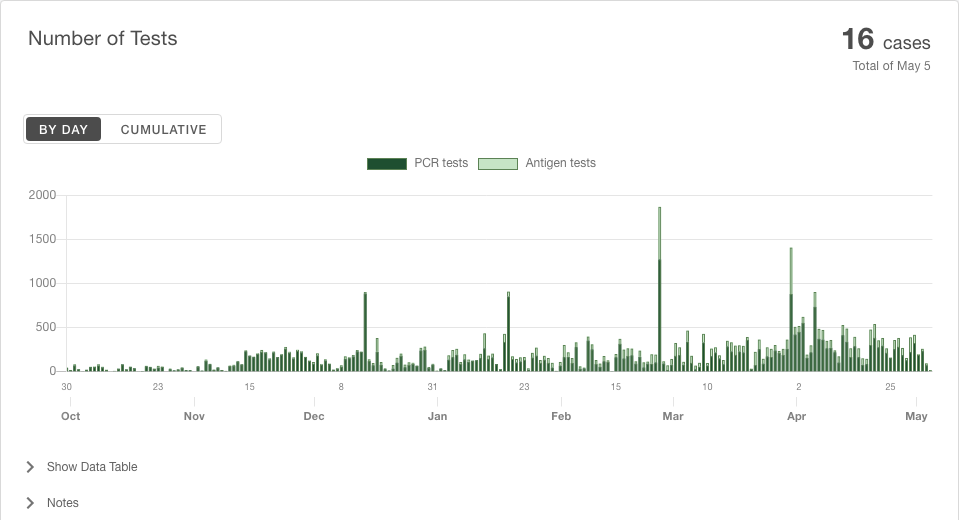 Number of Tests
16 cases
Total of May 5
BY DAY
CUMULATIVE
PCR tests
Antigen tests
2000
1500
1000
500
0
30 23 15 8 31 23 15 10 2 25
Oct Nov Dec Jan Feb Mar Apr May
Show Data Table
Notes